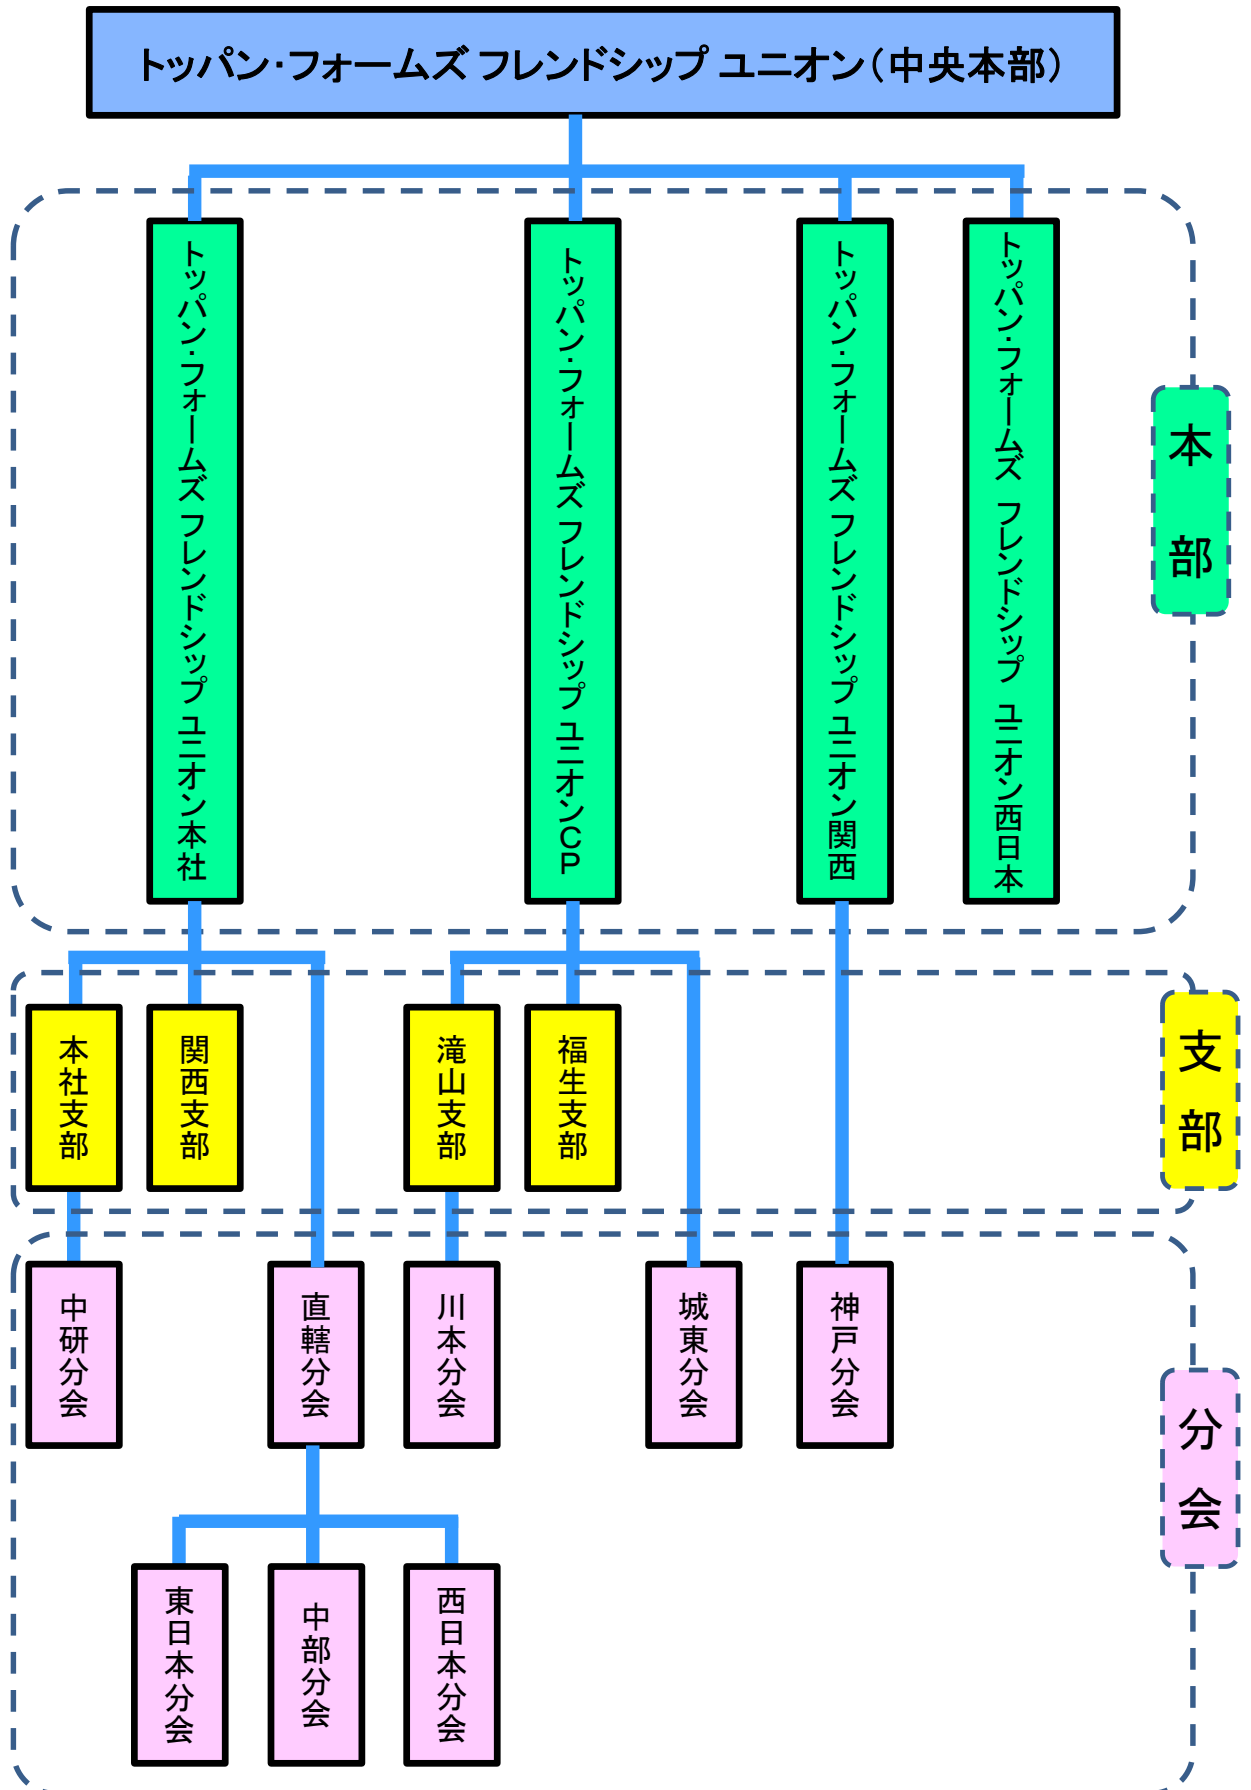 トッパン・フォームズ フレンドシップ ユニオン（中央本部）
トッパン・フォームズ フレンドシップ ユニオン本社
トッパン・フォームズ フレンドシップ ユニオンＣＰ
トッパン・フォームズ フレンドシップ ユニオン関西
トッパン・フォームズ フレンドシップ ユニオン西日本
本部
本社支部
関西支部
滝山支部
福生支部
支部
中研分会
直轄分会
川本分会
城東分会
神戸分会
分会
東日本分会
中部分会
西日本分会